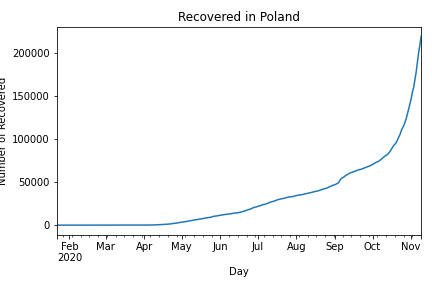 Recovered in Poland
Number of Recovered
200000
150000
100000
50000
0
Feb Mar Apr May Jun Jul Aug Sep Oct Nov
2020
Day